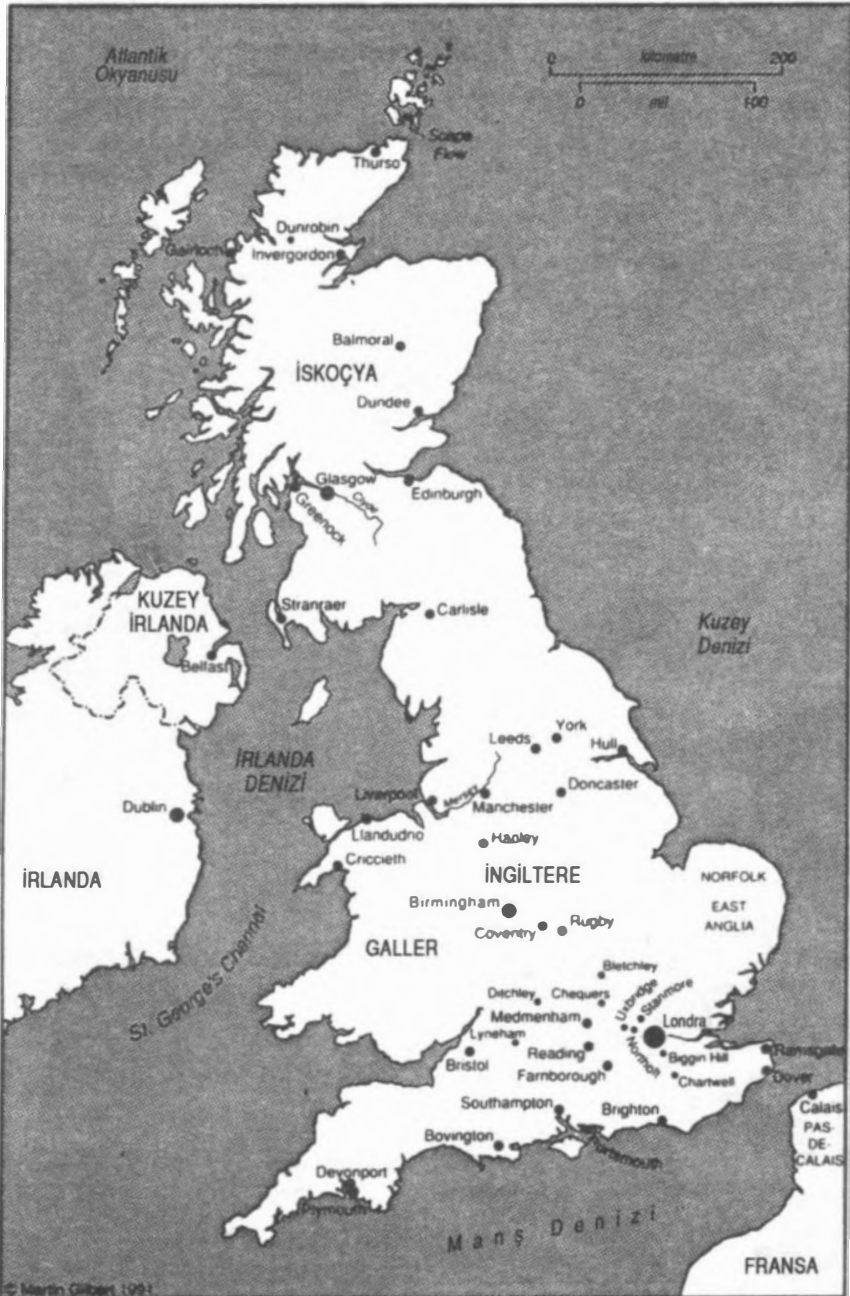 Atlantik
Okyanusu
0 kilometre 200
0 mil 100
Scapa
Flow
Thurso
Dunrobin
Gairloch
Invergordon
Balmoral
İSKOÇYA
Dundee
Glasgow
Edinburgh
Greenock
Clyde
Stranraer
Carlisle
KUZEY
İRLANDA
Belfast
Kuzey
Denizi
İRLANDA
DENİZİ
Leeds
York
Hull
Liverpool
Mersey
Manchester
Doncaster
Dublin
Llandudno
Hanley
Criccieth
İRLANDA
İNGİLTERE
NORFOLK
EAST
ANGLIA
Birmingham
Coventry
Rugby
GALLER
St. George's Channel
Bletchley
Ditchley
Chequers
Uxbridge
Stanmore
Medmenham
Londra
Lyneham
Northolt
Bristol
Reading
Biggin Hill
Ramsgate
Farnborough
Chartwell
Dover
Southampton
Brighton
Calais
Bovington
Portsmouth
PAS-
DE-
CALAIS
Devonport
Plymouth
Manş Denizi
FRANSA
© Martin Gilbert 1991